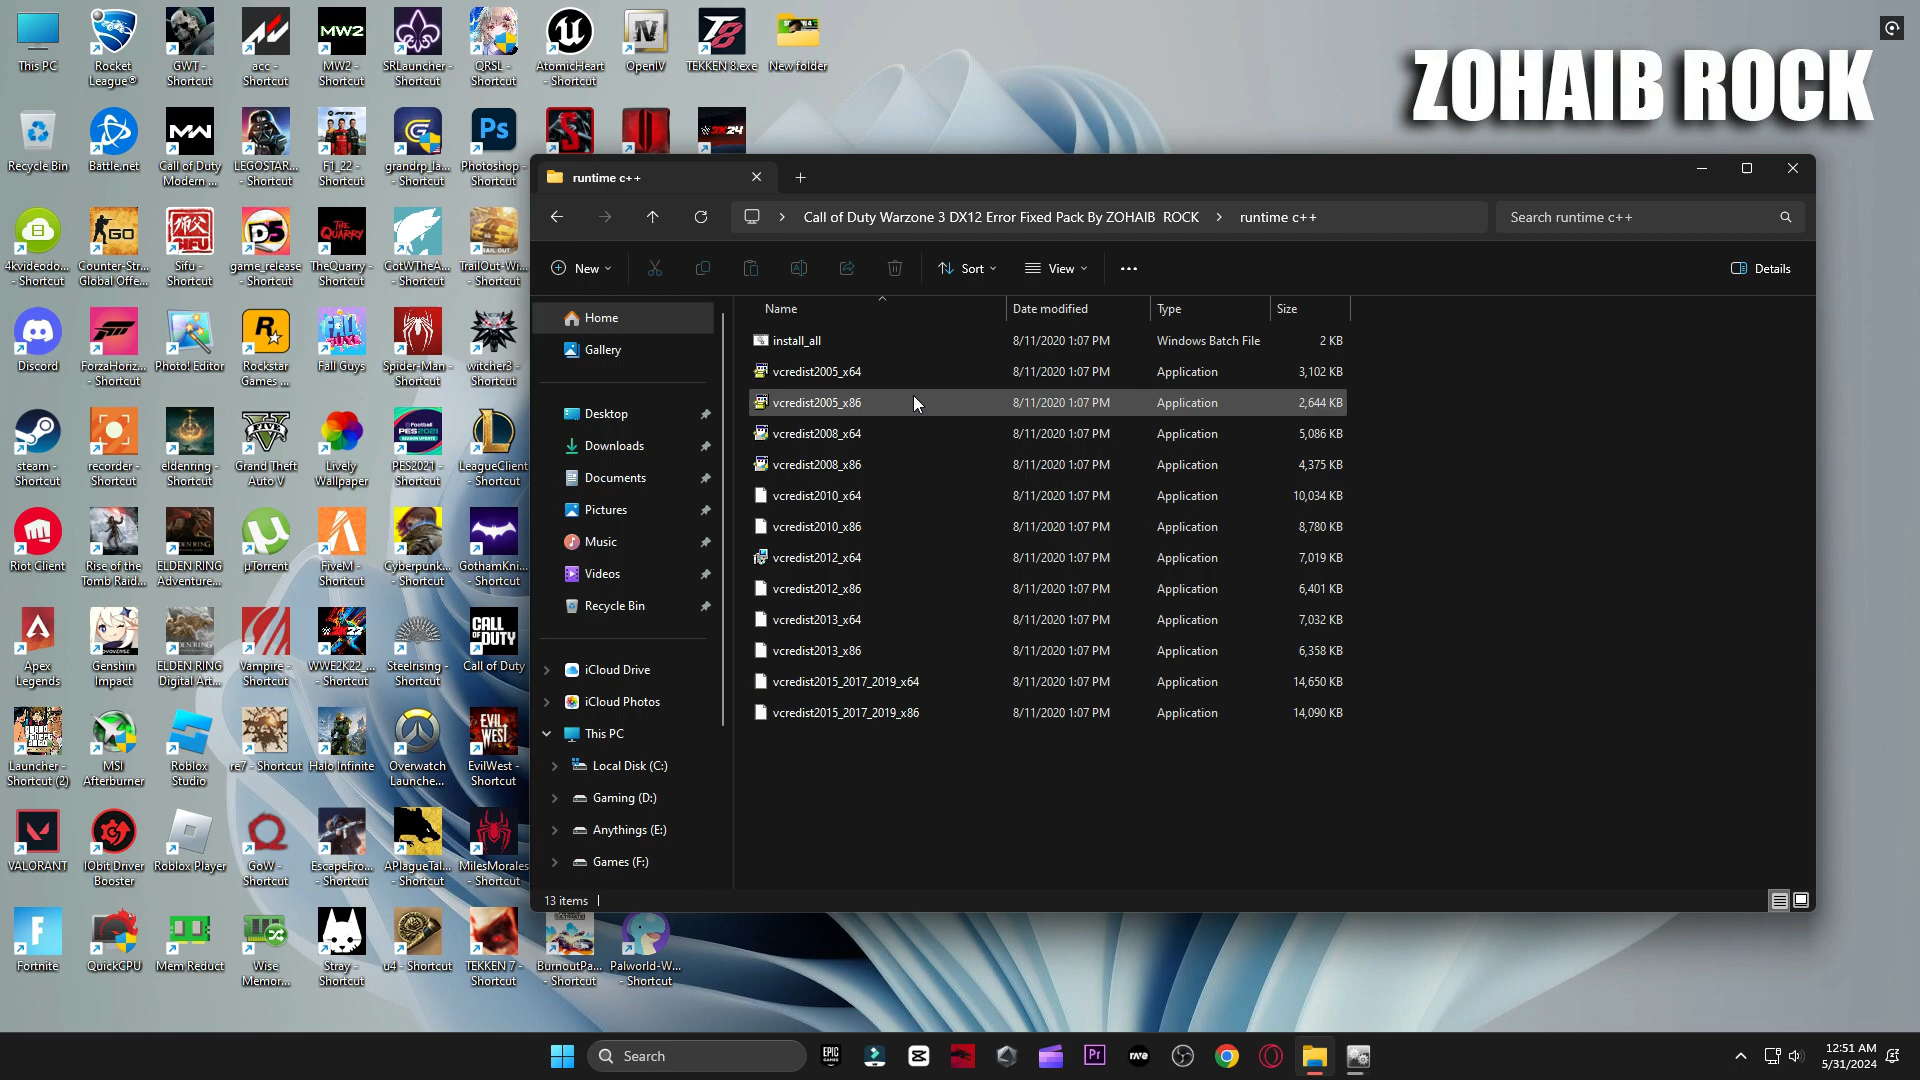 ZOHAIB ROCK
This PC
Rocket League®
GWT - Shortcut
acc - Shortcut
MW2
MW2 - Shortcut
SRLauncher - Shortcut
QRSL - Shortcut
AtomicHeart - Shortcut
OpenIV
TEKKEN 8.exe
New folder
Recycle Bin
Battle.net
Call of Duty Modern ...
LEGOSTAR... - Shortcut
F1_22 - Shortcut
grandrp_la... - Shortcut
Ps
Photoshop - Shortcut
2K24
4kvideodo... - Shortcut
Counter-Str... Global Offe...
Sifu - Shortcut
game_release - Shortcut
TheQuarry - Shortcut
CotWTheA... - Shortcut
TrailOut-Wi... - Shortcut
Discord
ForzaHoriz... - Shortcut
Photo! Editor
Rockstar Games ...
Fall Guys
Spider-Man - Shortcut
witcher3 - Shortcut
steam - Shortcut
recorder - Shortcut
eldenring - Shortcut
Grand Theft Auto V
Lively Wallpaper
PES2021 - Shortcut
LeagueClient - Shortcut
Riot Client
Rise of the Tomb Raid...
ELDEN RING Adventure...
µTorrent
FiveM - Shortcut
Cyberpunk... - Shortcut
GothamKni... - Shortcut
Apex Legends
Genshin Impact
ELDEN RING Digital Art...
Vampire - Shortcut
WWE2K22_... - Shortcut
Steelrising - Shortcut
CALL OF DUTY
Call of Duty
Launcher - Shortcut (2)
MSI Afterburner
Roblox Studio
re7 - Shortcut
Halo Infinite
Overwatch Launche...
EVIL WEST
EvilWest - Shortcut
VALORANT
IObit Driver Booster
Roblox Player
GoW - Shortcut
EscapeFro... - Shortcut
APlagueTal... - Shortcut
MilesMorales - Shortcut
Fortnite
QuickCPU
Mem Reduct
Wise Memor...
Stray - Shortcut
u4 - Shortcut
TEKKEN 7 - Shortcut
BurnoutPa... - Shortcut
Palworld-W... - Shortcut
runtime c++
Call of Duty Warzone 3 DX12 Error Fixed Pack By ZOHAIB ROCK > runtime c++
Search runtime c++
New
Sort
View
Details
Home
Gallery
Desktop
Downloads
Documents
Pictures
Music
Videos
Recycle Bin
iCloud Drive
iCloud Photos
This PC
Local Disk (C:)
Gaming (D:)
Anythings (E:)
Games (F:)
Name Date modified Type Size
install_all 8/11/2020 1:07 PM Windows Batch File 2 KB
vcredist2005_x64 8/11/2020 1:07 PM Application 3,102 KB
vcredist2005_x86 8/11/2020 1:07 PM Application 2,644 KB
vcredist2008_x64 8/11/2020 1:07 PM Application 5,086 KB
vcredist2008_x86 8/11/2020 1:07 PM Application 4,375 KB
vcredist2010_x64 8/11/2020 1:07 PM Application 10,034 KB
vcredist2010_x86 8/11/2020 1:07 PM Application 8,780 KB
vcredist2012_x64 8/11/2020 1:07 PM Application 7,019 KB
vcredist2012_x86 8/11/2020 1:07 PM Application 6,401 KB
vcredist2013_x64 8/11/2020 1:07 PM Application 7,032 KB
vcredist2013_x86 8/11/2020 1:07 PM Application 6,358 KB
vcredist2015_2017_2019_x64 8/11/2020 1:07 PM Application 14,650 KB
vcredist2015_2017_2019_x86 8/11/2020 1:07 PM Application 14,090 KB
13 items
Search
12:51 AM
5/31/2024